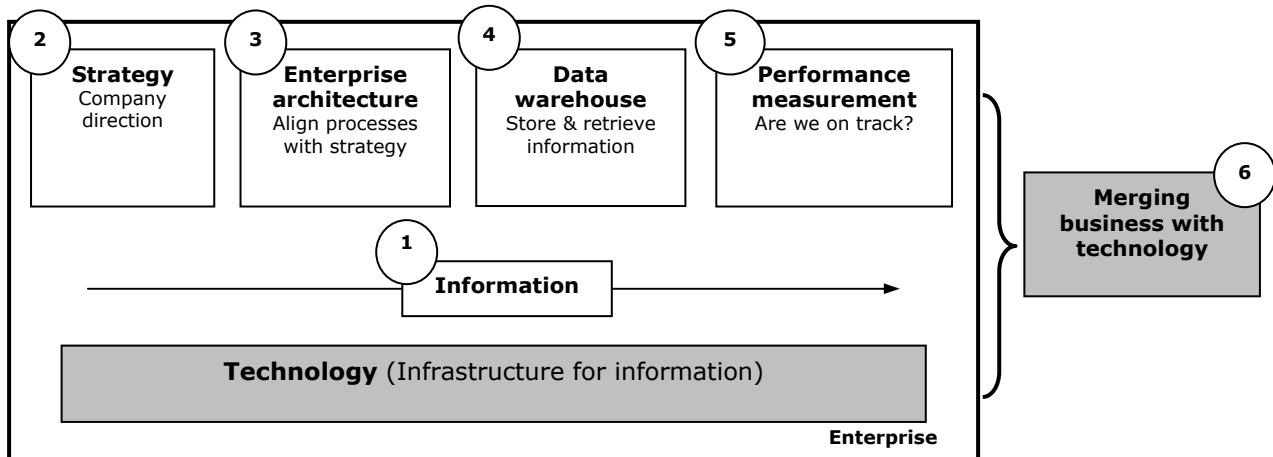 2
Strategy
Company
direction
3
Enterprise
architecture
Align processes
with strategy
4
Data
warehouse
Store & retrieve
information
5
Performance
measurement
Are we on track?
6
Merging
business with
technology
1
Information
Technology (Infrastructure for information)
Enterprise